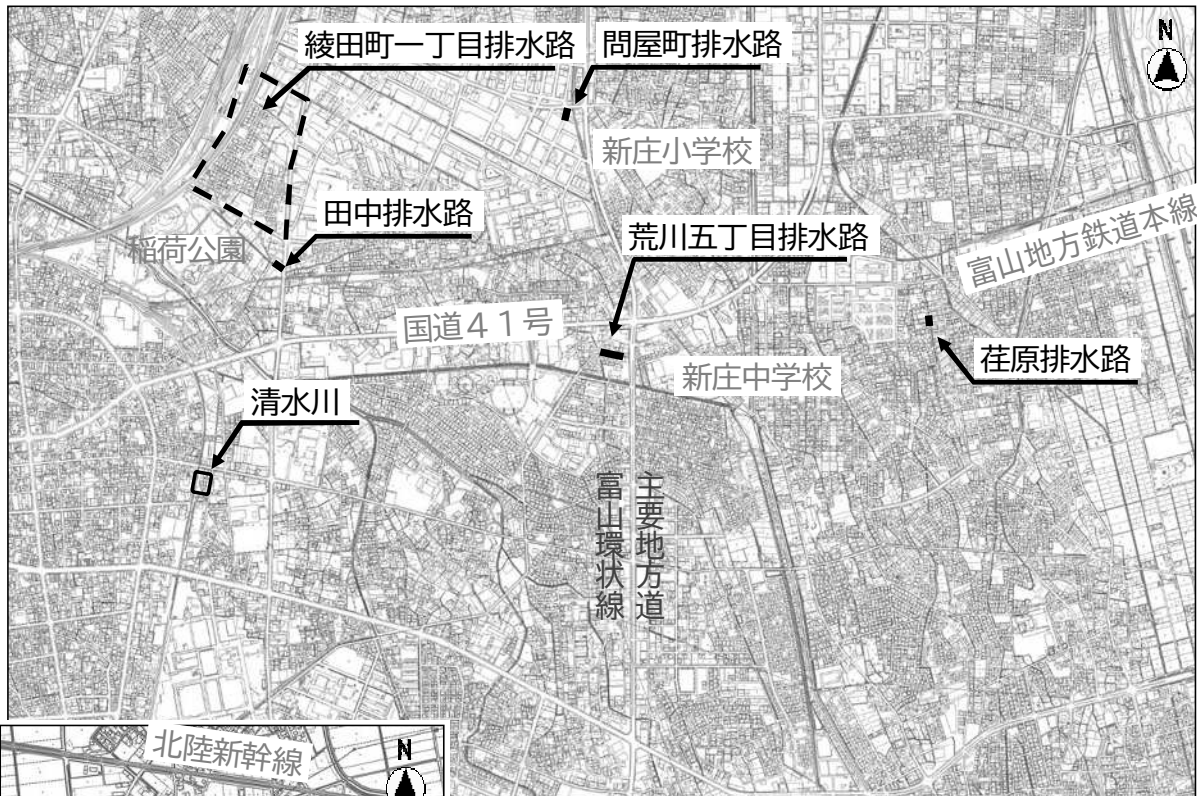 綾田町一丁目排水路
問屋町排水路
N
新庄小学校
田中排水路
荒川五丁目排水路
稲荷公園
富山地方鉄道本線
国道41号
新庄中学校
荏原排水路
清水川
主要地方道
富山環状線
北陸新幹線
N